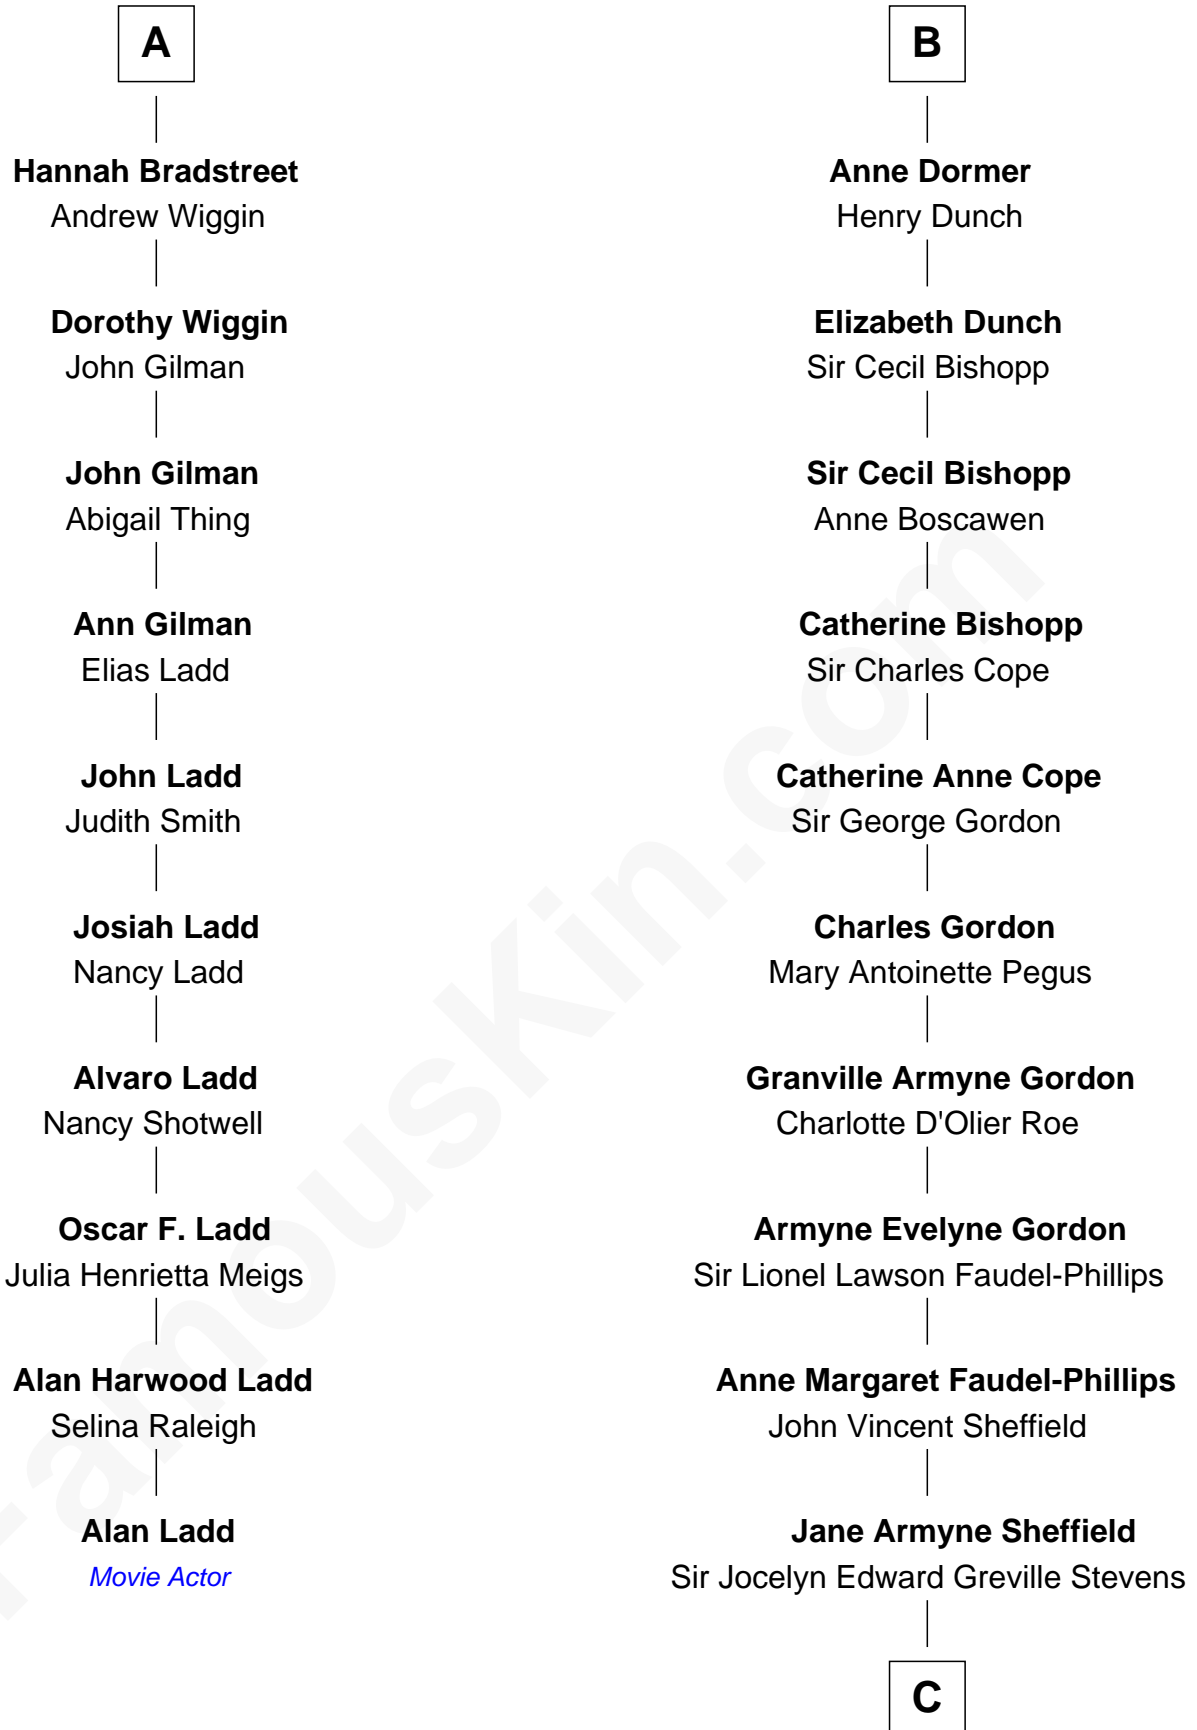 A
Hannah Bradstreet
Andrew Wiggin
Dorothy Wiggin
John Gilman
John Gilman
Abigail Thing
Ann Gilman
Elias Ladd
John Ladd
Judith Smith
Josiah Ladd
Nancy Ladd
Alvaro Ladd
Nancy Shotwell
Oscar F. Ladd
Julia Henrietta Meigs
Alan Harwood Ladd
Selina Raleigh
Alan Ladd
Movie Actor
B
Anne Dormer
Henry Dunch
Elizabeth Dunch
Sir Cecil Bishopp
Sir Cecil Bishopp
Anne Boscawen
Catherine Bishopp
Sir Charles Cope
Catherine Anne Cope
Sir George Gordon
Charles Gordon
Mary Antoinette Pegus
Granville Armyne Gordon
Charlotte D'Olier Roe
Armyne Evelyne Gordon
Sir Lionel Lawson Faudel-Phillips
Anne Margaret Faudel-Phillips
John Vincent Sheffield
Jane Armyne Sheffield
Sir Jocelyn Edward Greville Stevens
C
FamousKin.com